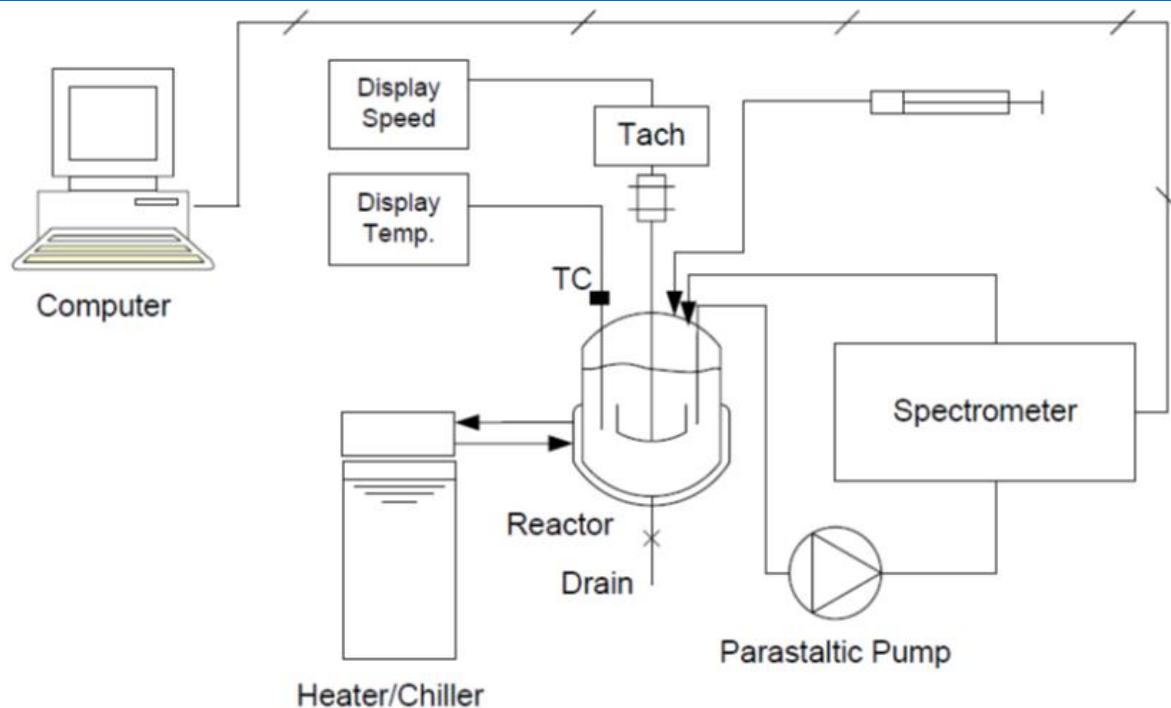 Display
Speed
Tach
Display
Temp.
TC
Computer
Spectrometer
Reactor
Drain
Parastaltic Pump
Heater/Chiller